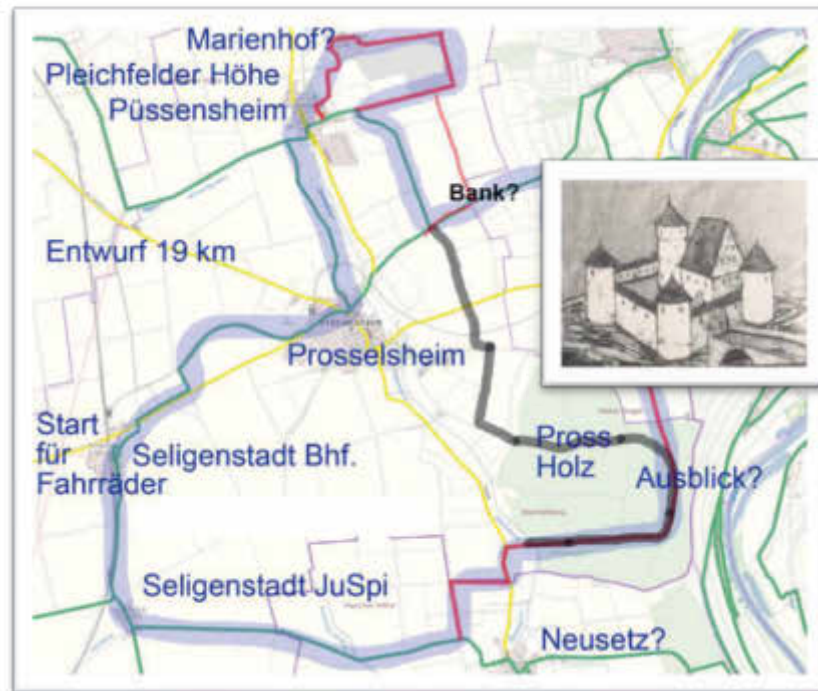 Marienhof?
Pleichfelder Höhe
Püssensheim
Bank?
Entwurf 19 km
Prosselsheim
Start
für
Fahrräder
Seligenstadt Bhf.
Pross
Holz
Ausblick?
Seligenstadt JuSpi
Neusetz?